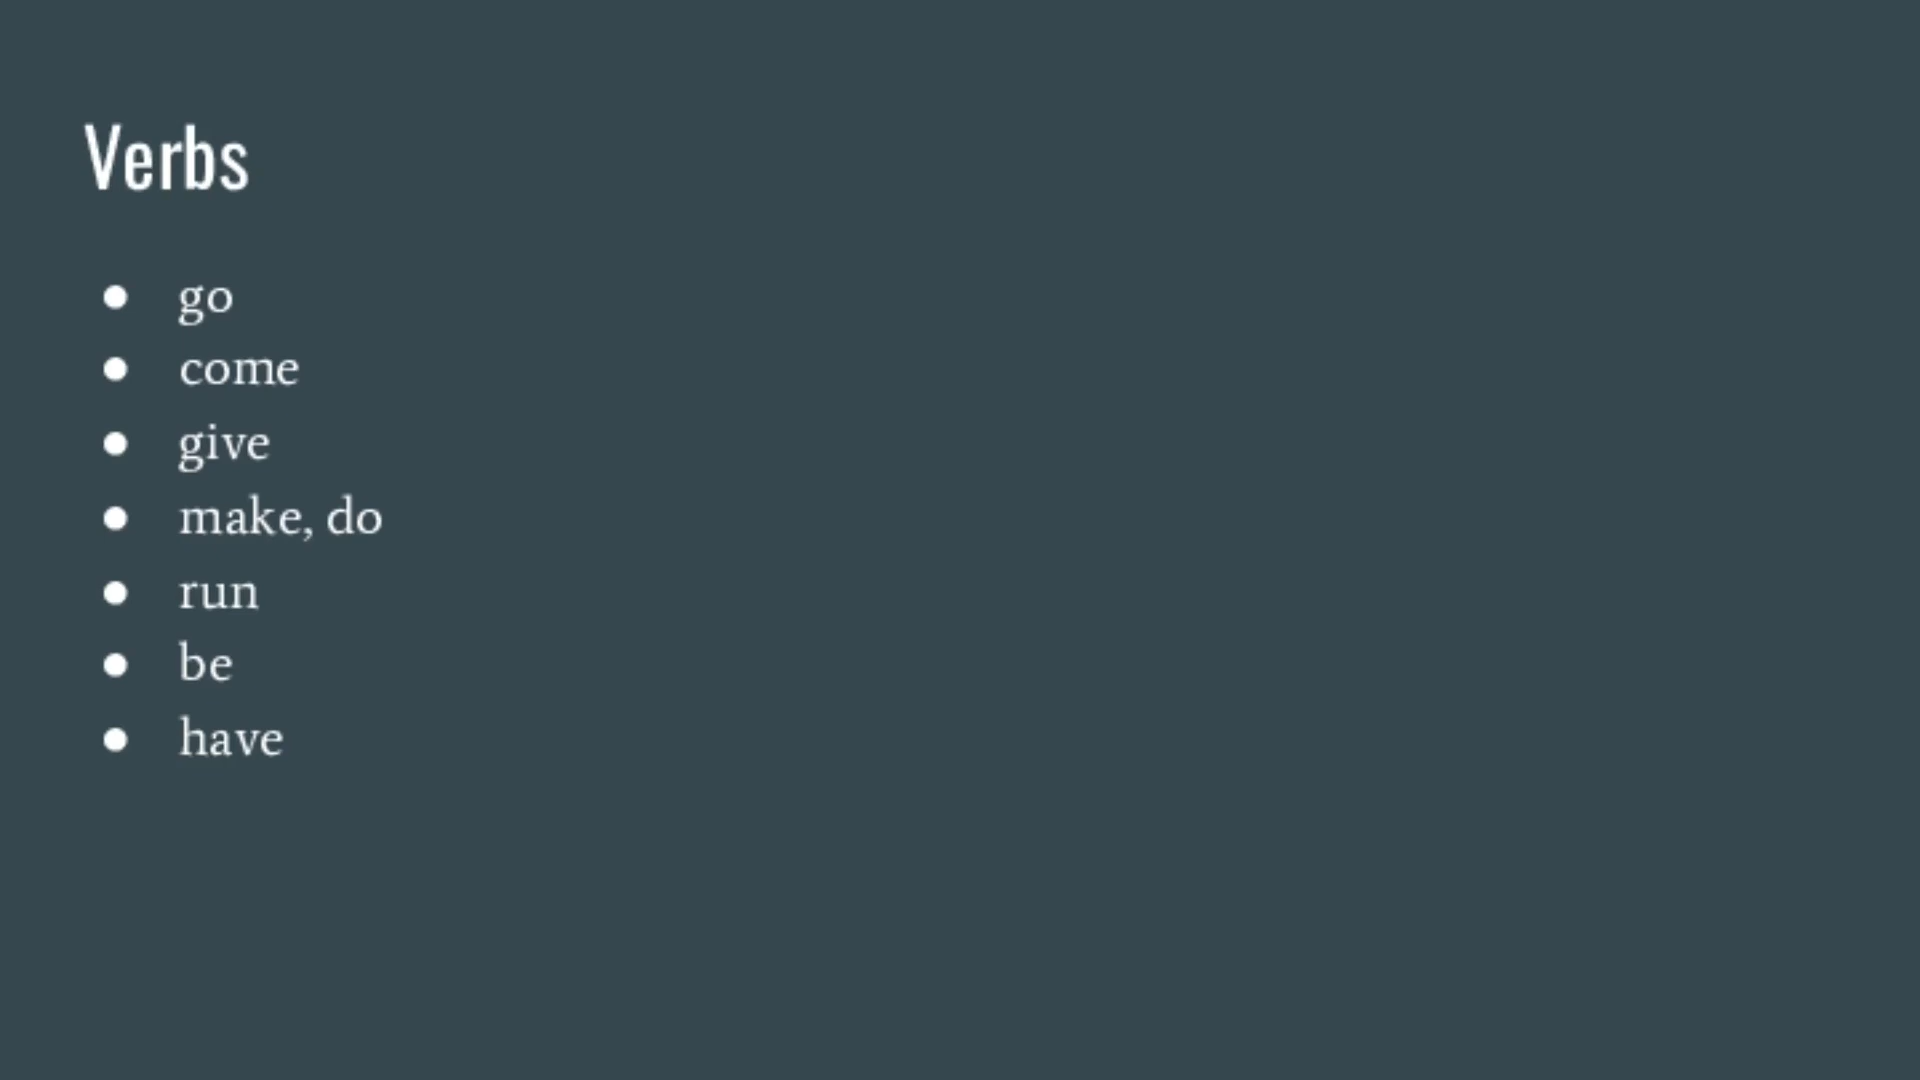 Verbs
● go
● come
● give
● make, do
● run
● be
● have